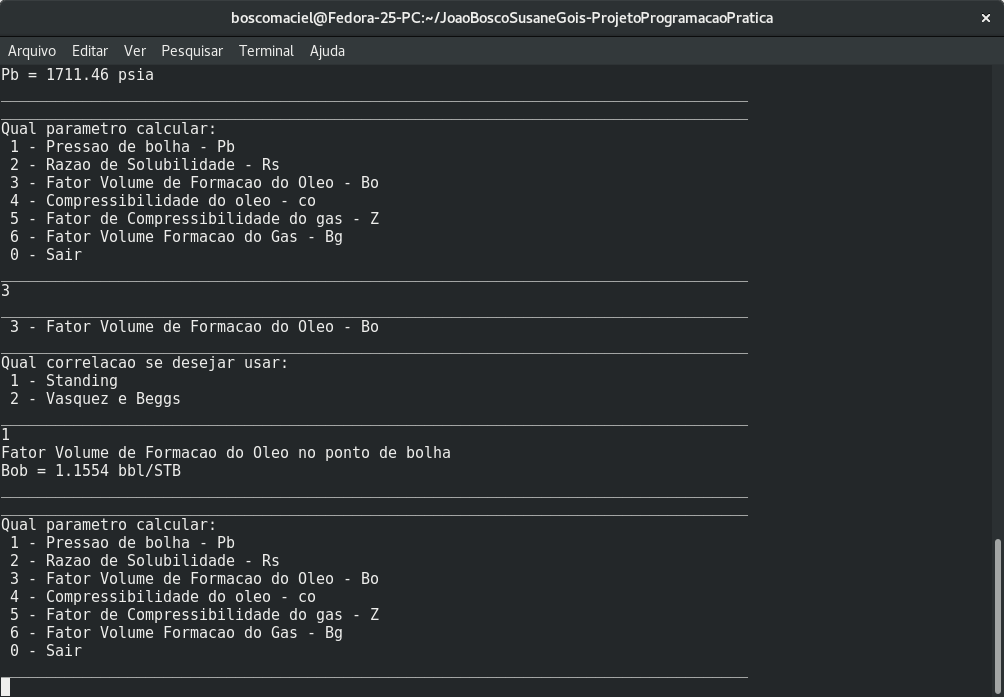 boscomaciel@Fedora-25-PC:~/JoaoBoscoSusaneGois-ProjetoProgramacaoPratica
Arquivo Editar Ver Pesquisar Terminal Ajuda
Pb = 1711.46 psia
Qual parametro calcular:
1 - Pressao de bolha - Pb
2 - Razao de Solubilidade - Rs
3 - Fator Volume de Formacao do Oleo - Bo
4 - Compressibilidade do oleo - co
5 - Fator de Compressibilidade do gas - Z
6 - Fator Volume Formacao do Gas - Bg
0 - Sair
3
3 - Fator Volume de Formacao do Oleo - Bo
Qual correlacao se desejar usar:
1 - Standing
2 - Vasquez e Beggs
1
Fator Volume de Formacao do Oleo no ponto de bolha
Bob = 1.1554 bbl/STB
Qual parametro calcular:
1 - Pressao de bolha - Pb
2 - Razao de Solubilidade - Rs
3 - Fator Volume de Formacao do Oleo - Bo
4 - Compressibilidade do oleo - co
5 - Fator de Compressibilidade do gas - Z
6 - Fator Volume Formacao do Gas - Bg
0 - Sair